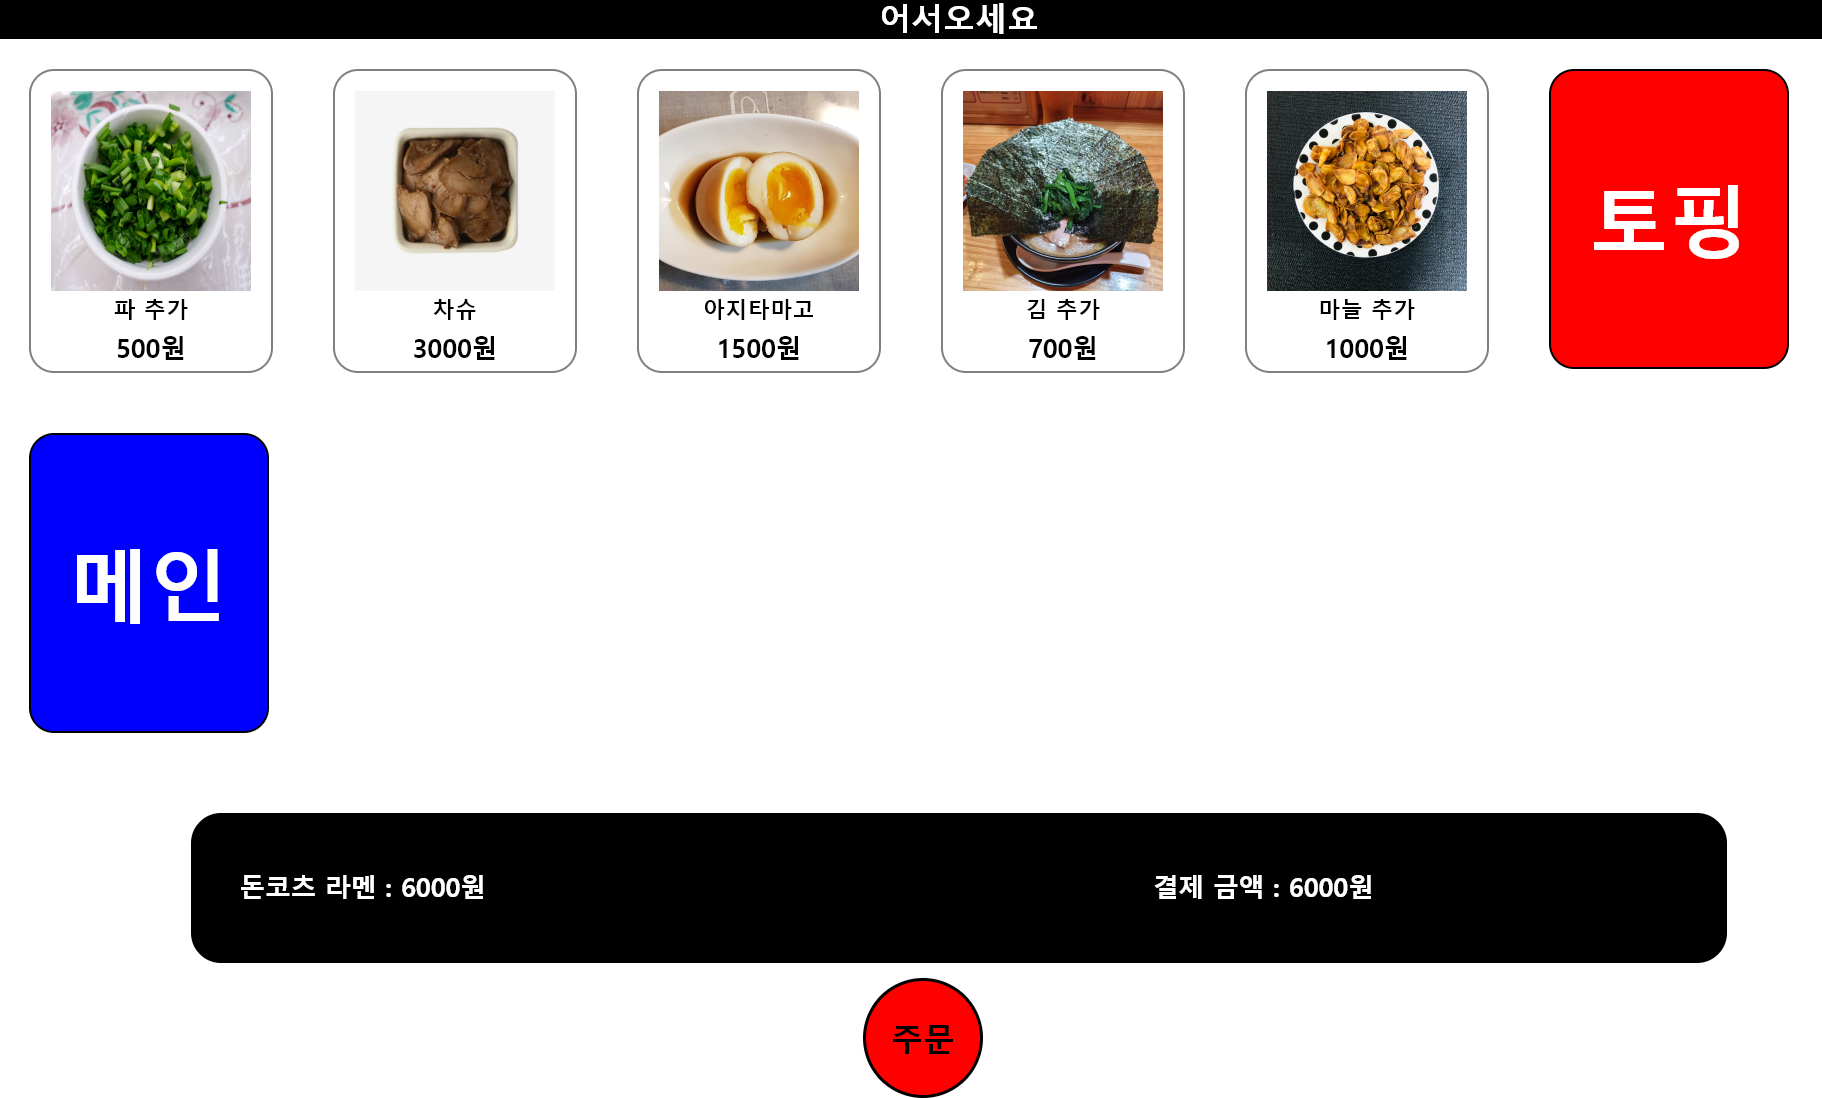 어서오세요
파 추가
500원
차슈
3000원
아지타마고
1500원
김 추가
700원
마늘 추가
1000원
토핑
메인
돈코츠 라멘 : 6000원
결제 금액 : 6000원
주문